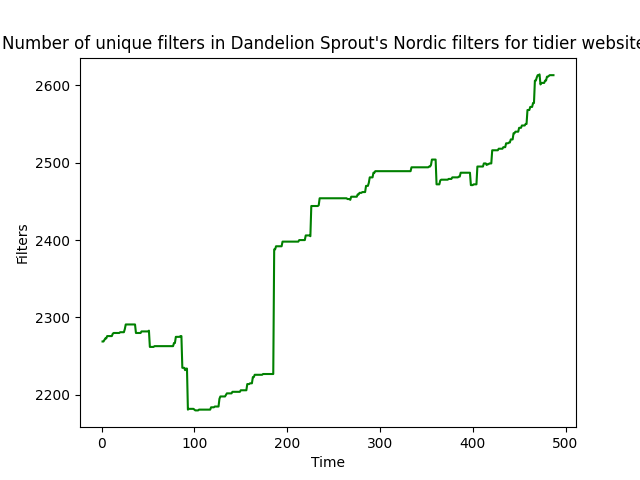 Number of unique filters in Dandelion Sprout's Nordic filters for tidier website
2600
2500
2400
2300
2200
Filters
0 100 200 300 400 500
Time